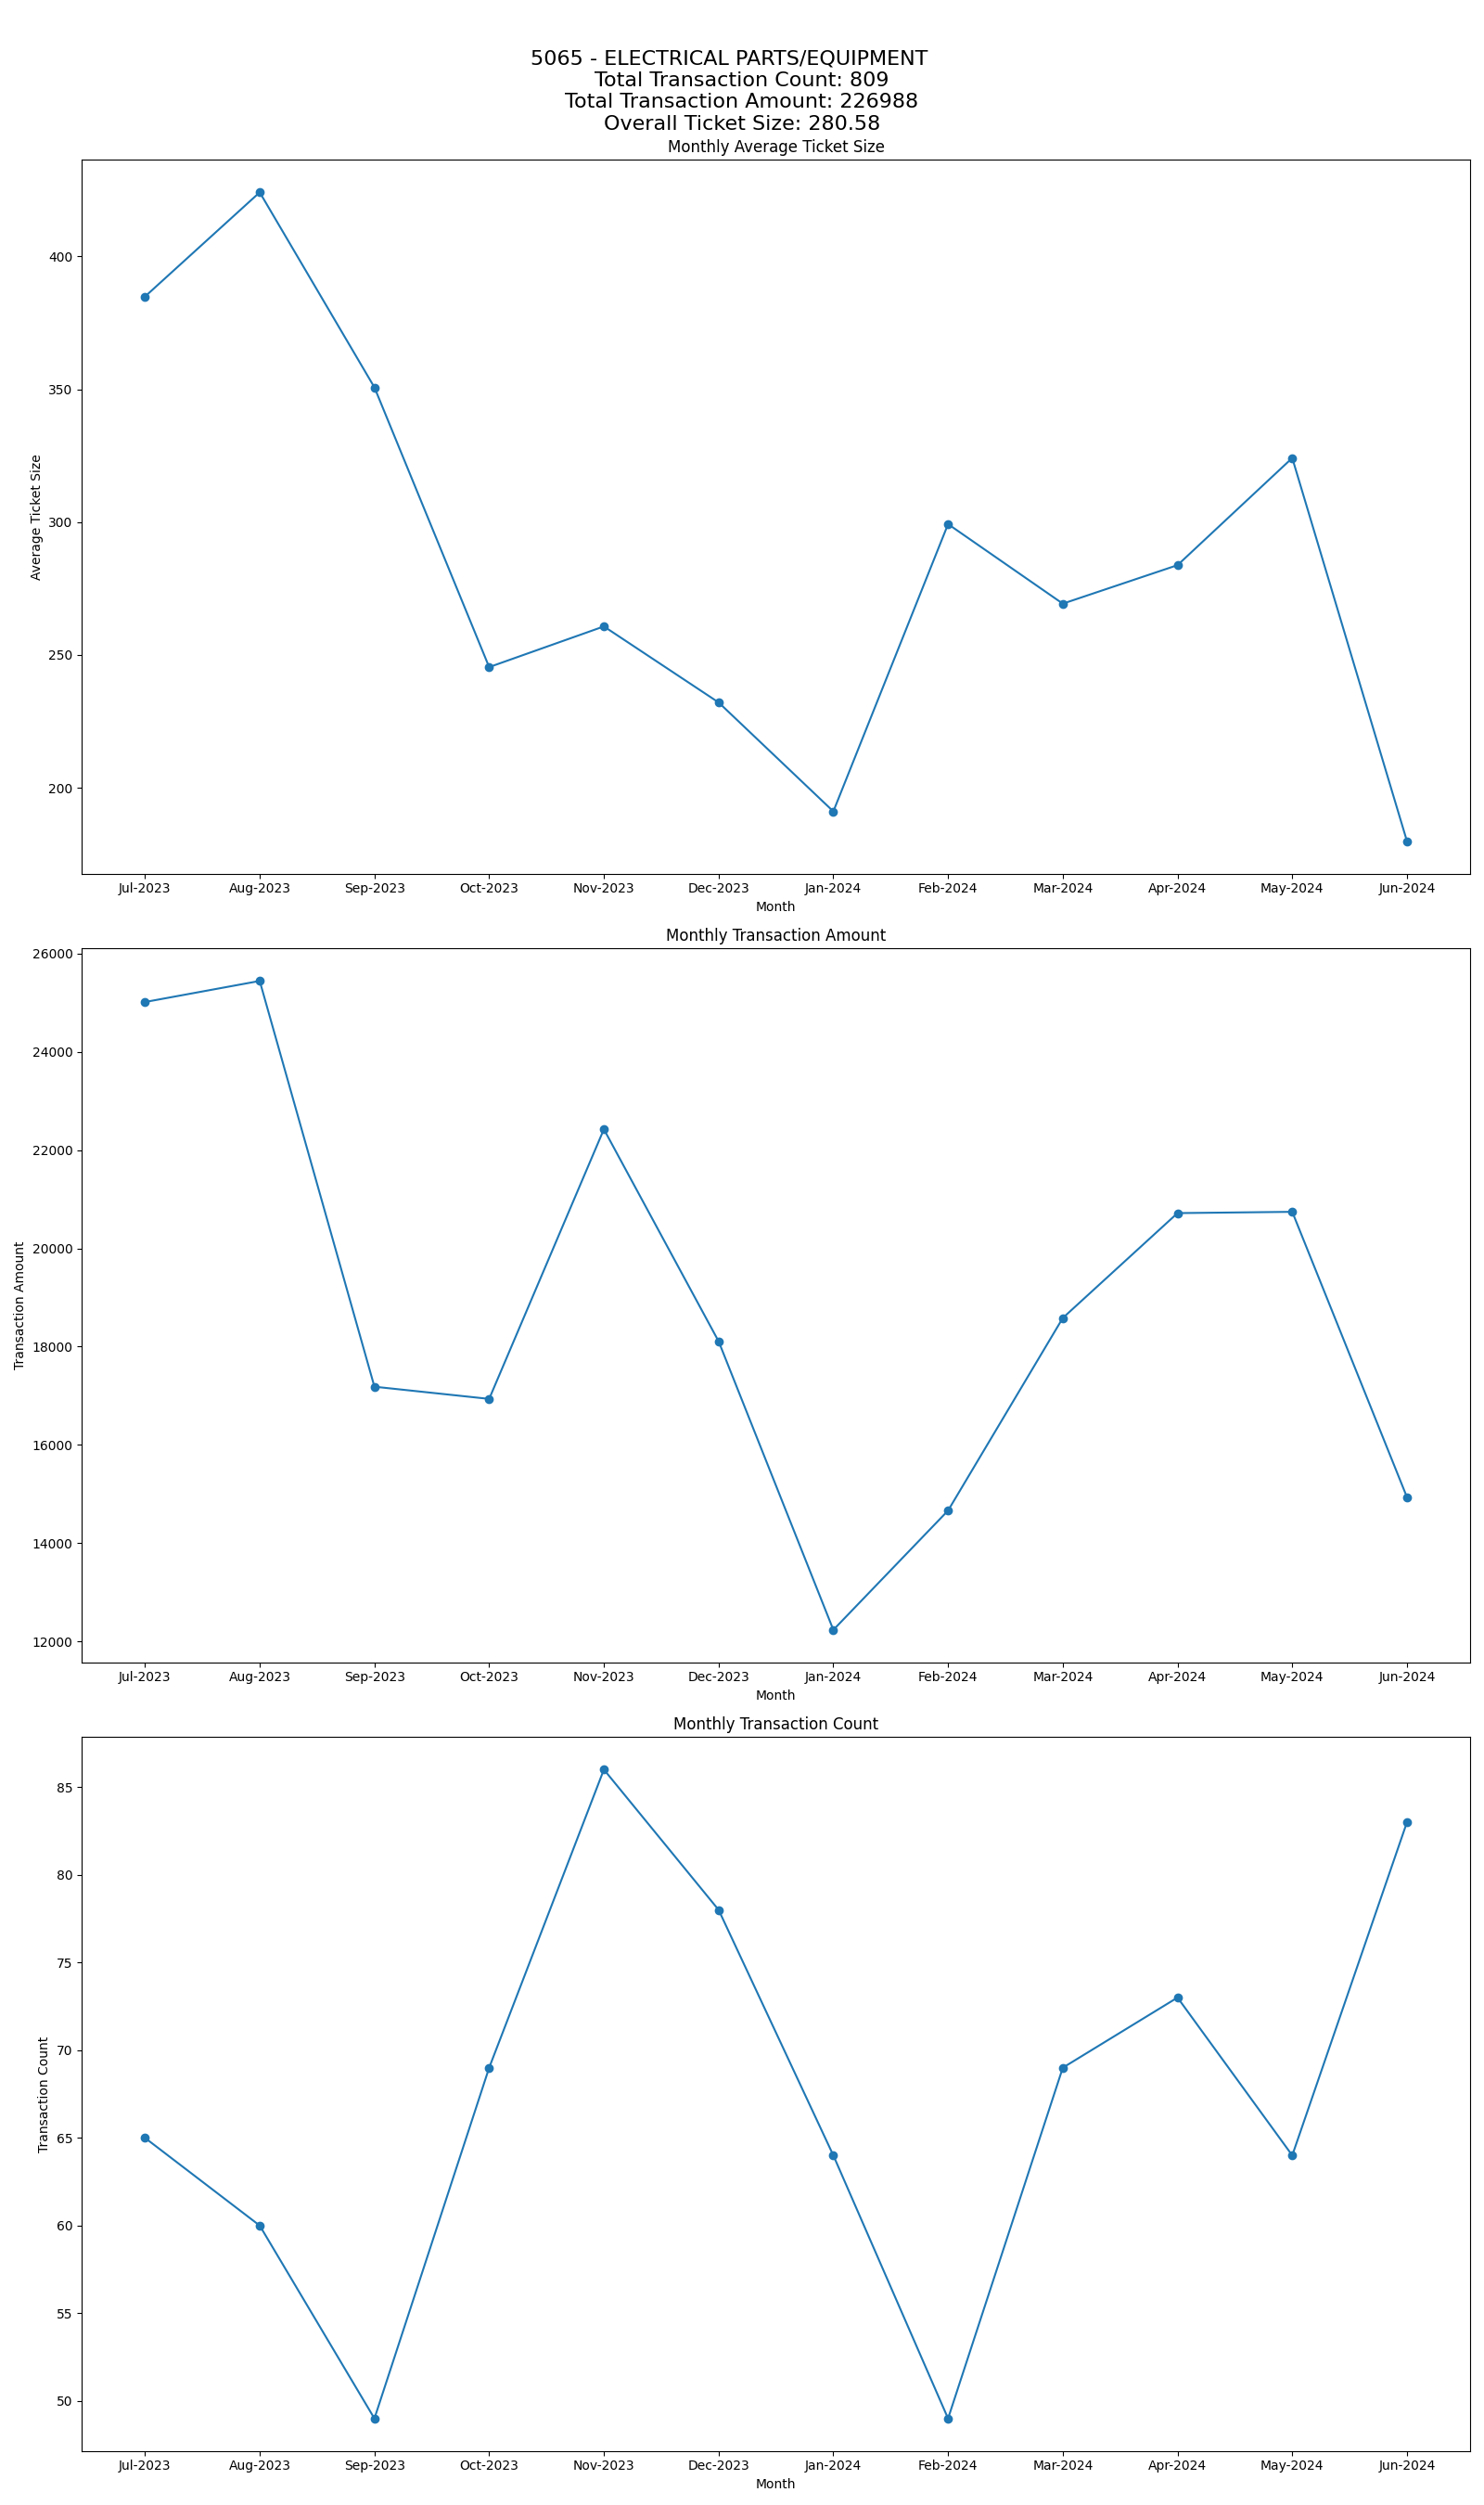 5065 - ELECTRICAL PARTS/EQUIPMENT
Total Transaction Count: 809
Total Transaction Amount: 226988
Overall Ticket Size: 280.58
Monthly Average Ticket Size
Average Ticket Size
400
350
300
250
200
Jul-2023 Aug-2023 Sep-2023 Oct-2023 Nov-2023 Dec-2023 Jan-2024 Feb-2024 Mar-2024 Apr-2024 May-2024 Jun-2024
Month
Monthly Transaction Amount
Transaction Amount
26000
24000
22000
20000
18000
16000
14000
12000
Jul-2023 Aug-2023 Sep-2023 Oct-2023 Nov-2023 Dec-2023 Jan-2024 Feb-2024 Mar-2024 Apr-2024 May-2024 Jun-2024
Month
Monthly Transaction Count
Transaction Count
85
80
75
70
65
60
55
50
Jul-2023 Aug-2023 Sep-2023 Oct-2023 Nov-2023 Dec-2023 Jan-2024 Feb-2024 Mar-2024 Apr-2024 May-2024 Jun-2024
Month